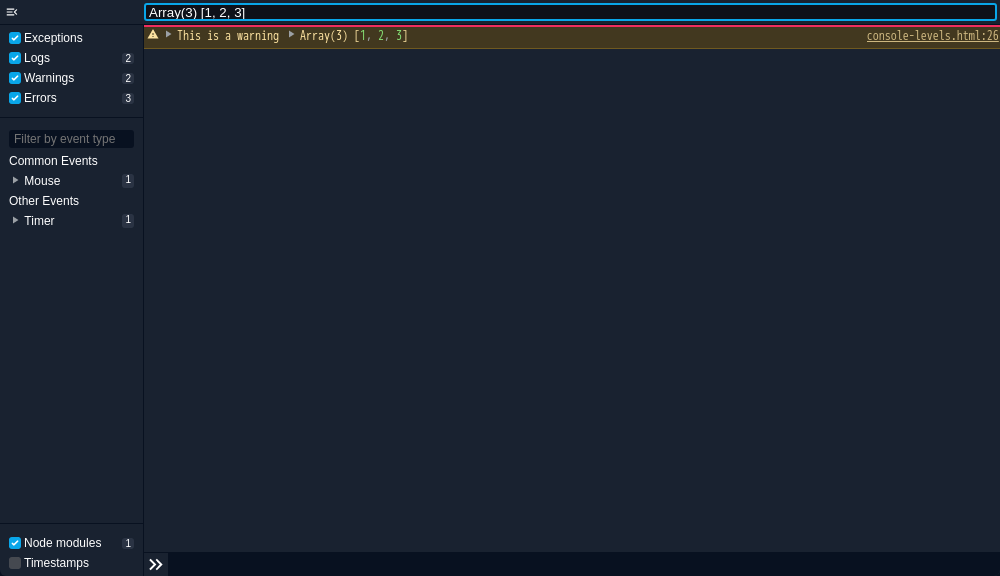 Array(3) [1, 2, 3]
This is a warning Array(3) [1, 2, 3] console-levels.html:26
Exceptions
Logs 2
Warnings 2
Errors 3
Filter by event type
Common Events
Mouse 1
Other Events
Timer 1
Node modules 1
Timestamps